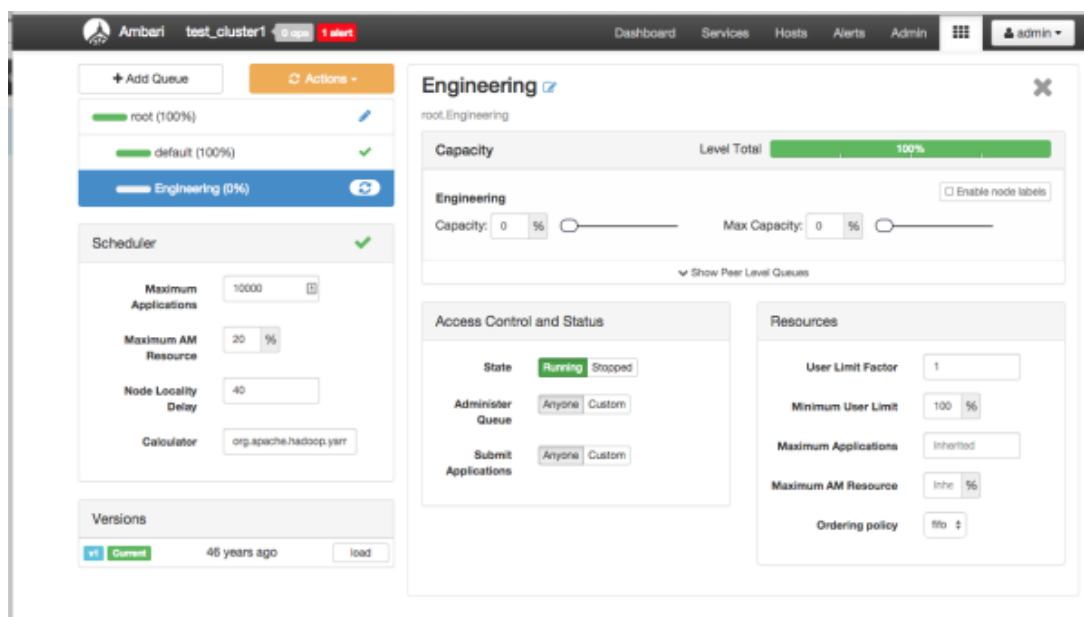 Ambari test_cluster1 0 ops 1 alert Dashboard Services Hosts Alerts Admin admin
Add Queue Actions
root (100%)
default (100%)
Engineering (0%)
Scheduler
Maximum Applications 10000
Maximum AM Resource 20 %
Node Locality Delay 40
Calculator org.apache.hadoop.yarr
Versions
v1 Current 46 years ago load
Engineering
root.Engineering
Capacity Level Total 100%
Engineering Enable node labels
Capacity: 0 % Max Capacity: 0 %
Show Peer Level Queues
Access Control and Status
State Running Stopped
Administer Queue Anyone Custom
Submit Applications Anyone Custom
Resources
User Limit Factor 1
Minimum User Limit 100 %
Maximum Applications Inherited
Maximum AM Resource Inhe %
Ordering policy fifo